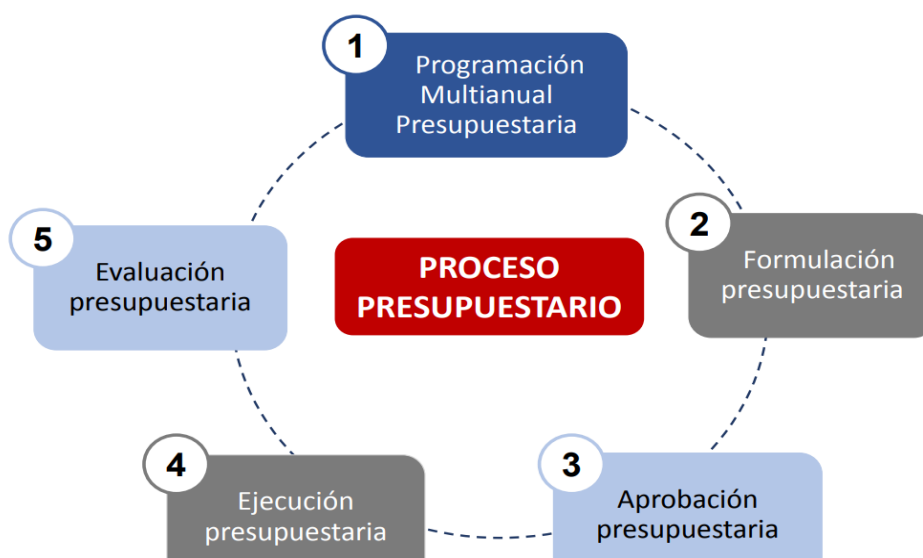 1
Programación
Multianual
Presupuestaria
2
Formulación
presupuestaria
3
Aprobación
presupuestaria
4
Ejecución
presupuestaria
5
Evaluación
presupuestaria
PROCESO
PRESUPUESTARIO